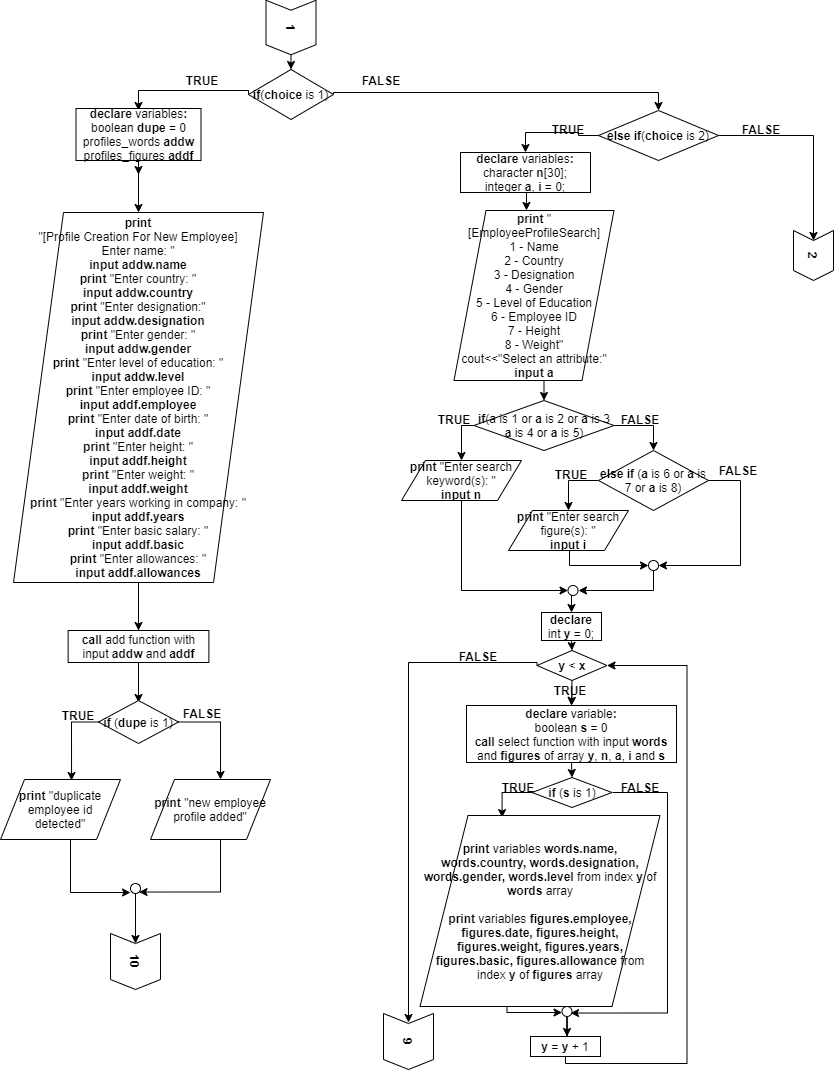 1
if(choice is 1)
TRUE
FALSE
declare variables:
boolean dupe = 0
profiles_words addw
profiles_figures addf
print
"[Profile Creation For New Employee]
Enter name: "
input addw.name
print "Enter country: "
input addw.country
print "Enter designation:"
input addw.designation
print "Enter gender: "
input addw.gender
print "Enter level of education: "
input addw.level
print "Enter employee ID: "
input addf.employee
print "Enter date of birth: "
input addf.date
print "Enter height: "
input addf.height
print "Enter weight: "
input addf.weight
print "Enter years working in company: "
input addf.years
print "Enter basic salary: "
input addf.basic
print "Enter allowances: "
input addf.allowances
call add function with
input addw and addf
if (dupe is 1)
TRUE
FALSE
print "duplicate
employee id
detected"
print "new employee
profile added"
10
else if(choice is 2)
TRUE
FALSE
2
declare variables:
character n[30];
integer a, i = 0;
print "
[EmployeeProfileSearch]
1 - Name
2 - Country
3 - Designation
4 - Gender
5 - Level of Education
6 - Employee ID
7 - Height
8 - Weight"
cout<<"Select an attribute:"
input a
if(a is 1 or a is 2 or a is 3
a is 4 or a is 5)
TRUE
FALSE
print "Enter search
keyword(s): "
input n
else if (a is 6 or a is
7 or a is 8)
TRUE
FALSE
print "Enter search
figure(s): "
input i
declare
int y = 0;
y < x
FALSE
TRUE
declare variable:
boolean s = 0
call select function with input words
and figures of array y, n, a, i and s
if (s is 1)
TRUE
FALSE
print variables words.name,
words.country, words.designation,
words.gender, words.level from index y of
words array
print variables figures.employee,
figures.date, figures.height,
figures.weight, figures.years,
figures.basic, figures.allowance from
index y of figures array
y = y + 1
9